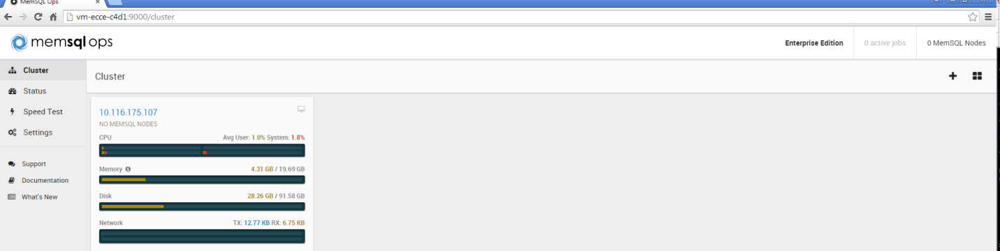 MemSQL Ops
vm-ecce-c4d1:9000/cluster
memsql ops
Enterprise Edition
0 active jobs
0 MemSQL Nodes
Cluster
Status
Speed Test
Settings
Support
Documentation
What's New
Cluster
10.116.175.107
NO MEMSQL NODES
CPU Avg User: 1.0% System: 1.8%
Memory 4.31 GB / 19.69 GB
Disk 28.26 GB / 91.58 GB
Network TX: 12.77 KB RX: 6.75 KB